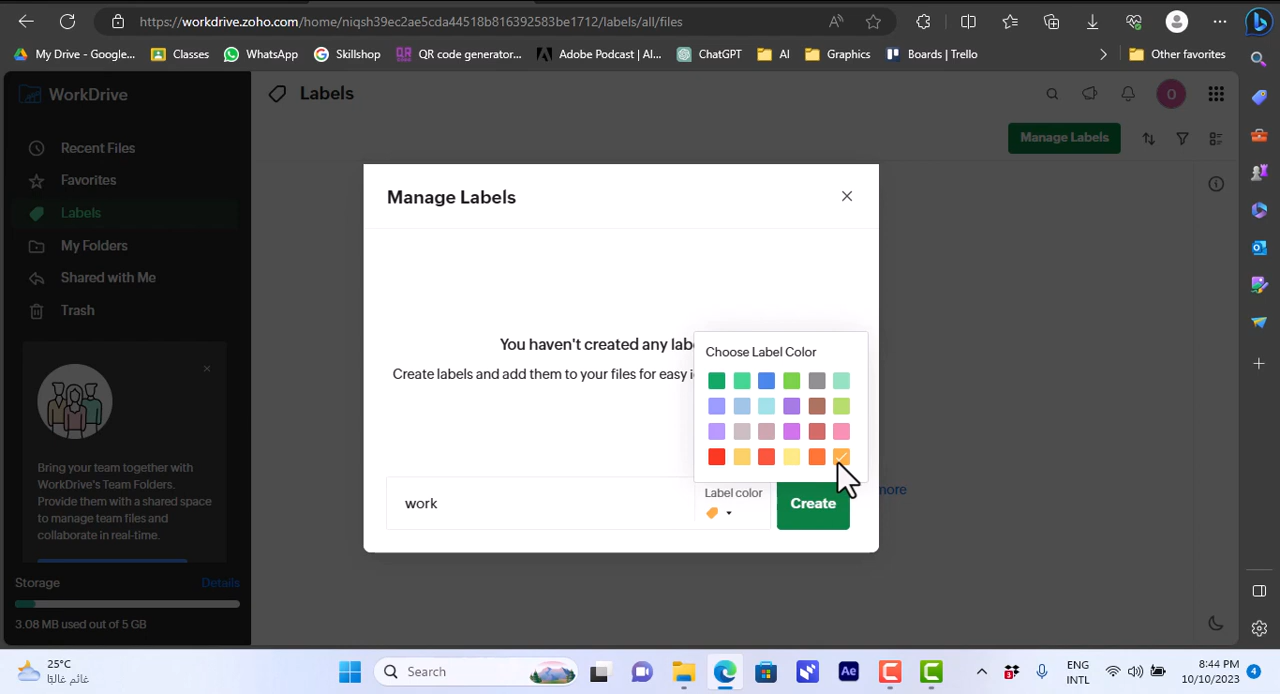 https://workdrive.zoho.com/home/niqsh39ec2ae5cda44518b816392583be1712/labels/all/files
My Drive - Google...
Classes
WhatsApp
Skillshop
QR code generator...
Adobe Podcast | AI...
ChatGPT
AI
Graphics
Boards | Trello
Other favorites
WorkDrive
Labels
O
Recent Files
Manage Labels
Favorites
Labels
My Folders
Shared with Me
Trash
Manage Labels
You haven't created any lab
Create labels and add them to your files for easy i
Choose Label Color
work
Label color
Create
more
Bring your team together with
WorkDrive's Team Folders.
Provide them with a shared space
to manage team files and
collaborate in real-time.
Storage
Details
3.08 MB used out of 5 GB
25°C
غائم غالبًا
Search
Ae
3
ENG
INTL
8:44 PM
10/10/2023
4